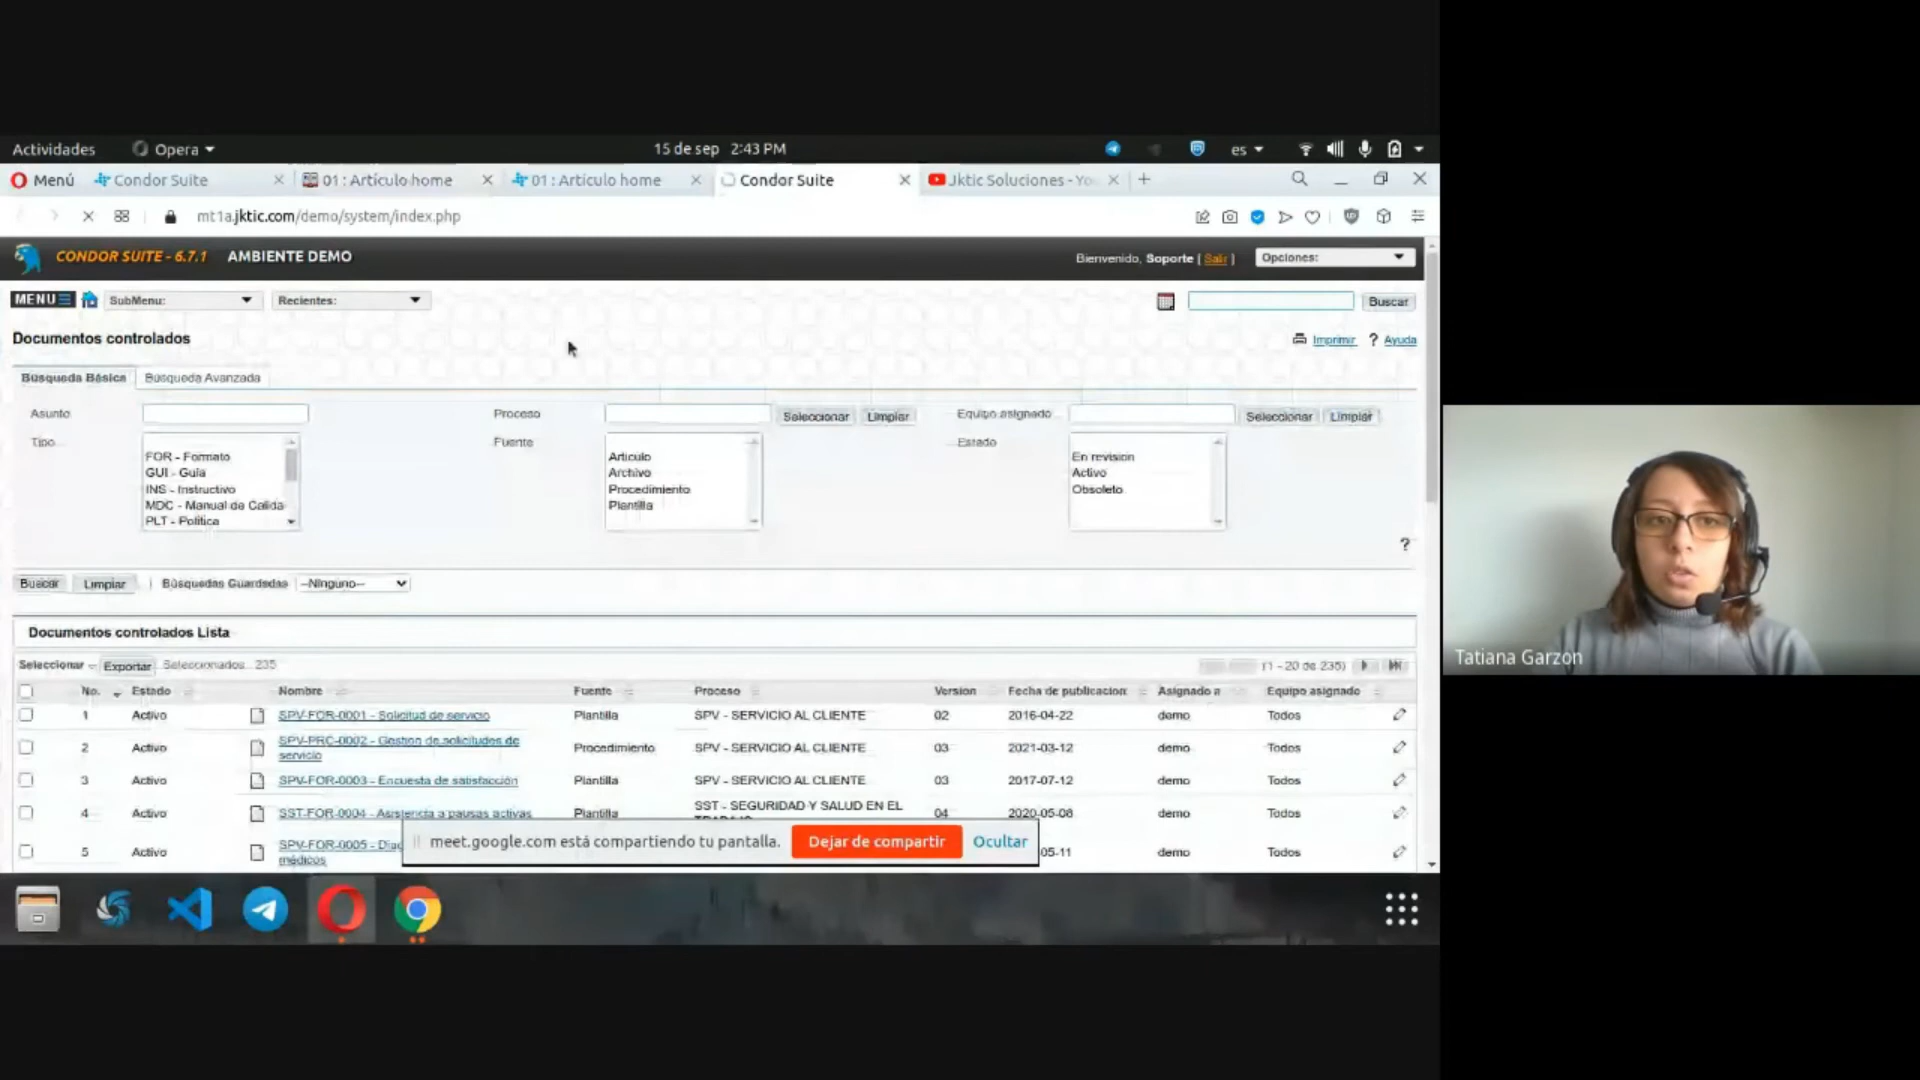 Actividades Opera 15 de sep 2:43 PM es
Menú Condor Suite 01 : Artículo home 01 : Artículo home Condor Suite Jktic Soluciones - Yo
mt1a.jktic.com/demo/system/index.php
CONDOR SUITE - 6.7.1 AMBIENTE DEMO Bienvenido, Soporte [ Salir ] Opciones:
MENU SubMenu: Recientes: Buscar
Documentos controlados Imprimir ? Ayuda
Búsqueda Básica Búsqueda Avanzada
Asunto Proceso Seleccionar Limpiar Equipo asignado Seleccionar Limpiar
Tipo Fuente Estado
FOR - Formato Artículo En revision
GUI - Guía Archivo Activo
INS - Instructivo Procedimiento Obsoleto
MDC - Manual de Calida Plantilla
PLT - Política
?
Buscar Limpiar | Búsquedas Guardadas --Ninguno--
Documentos controlados Lista
Seleccionar Exportar Seleccionados 235 (1 - 20 de 235)
No. Estado Nombre Fuente Proceso Version Fecha de publicacion Asignado a Equipo asignado
1 Activo SPV-FOR-0001 - Solicitud de servicio Plantilla SPV - SERVICIO AL CLIENTE 02 2016-04-22 demo Todos
2 Activo SPV-PRC-0002 - Gestion de solicitudes de servicio Procedimiento SPV - SERVICIO AL CLIENTE 03 2021-03-12 demo Todos
3 Activo SPV-FOR-0003 - Encuesta de satisfacción Plantilla SPV - SERVICIO AL CLIENTE 03 2017-07-12 demo Todos
4 Activo SST-FOR-0004 - Asistencia a pausas activas Plantilla SST - SEGURIDAD Y SALUD EN EL 04 2020-05-08 demo Todos
5 Activo SPV-FOR-0005 - médicos 05-11 demo Todos
meet.google.com está compartiendo tu pantalla. Dejar de compartir Ocultar
Tatiana Garzon